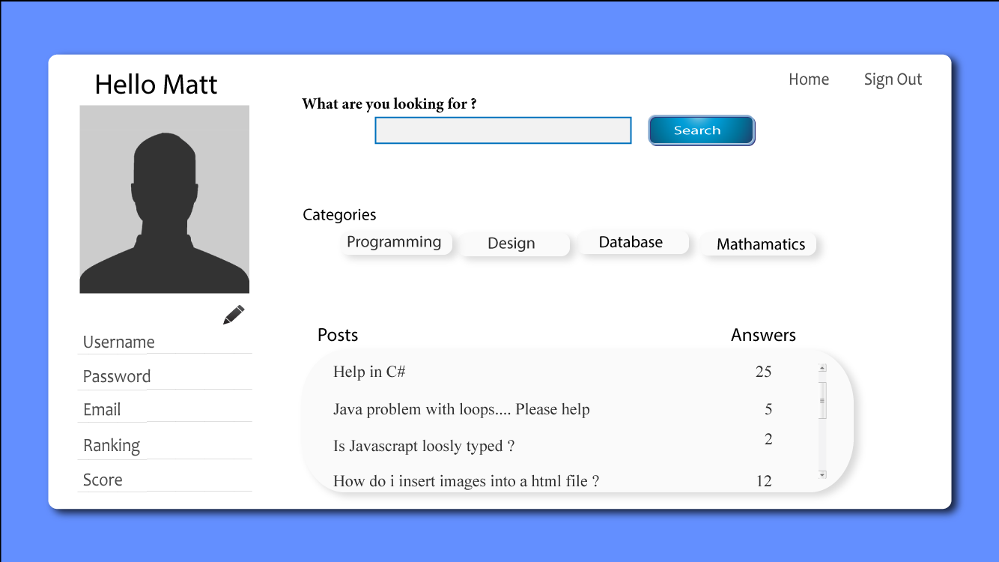 Hello Matt
Home Sign Out
What are you looking for ?
Search
Categories
Programming Design Database Mathamatics
Username
Password
Email
Ranking
Score
Posts Answers
Help in C# 25
Java problem with loops.... Please help 5
Is Javascrapt loosly typed ? 2
How do i insert images into a html file ? 12